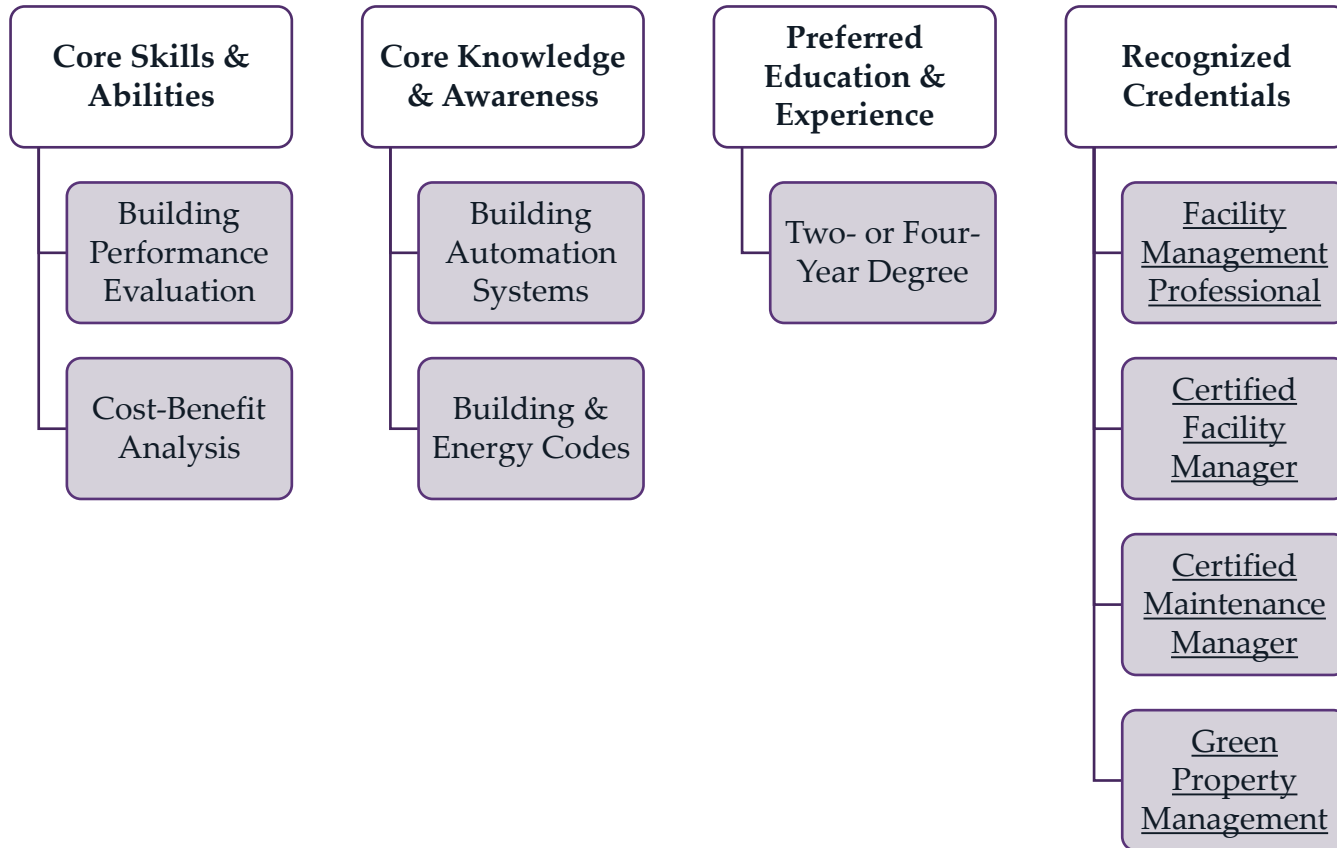 Core Skills &
Abilities
Building
Performance
Evaluation
Cost-Benefit
Analysis
Core Knowledge
& Awareness
Building
Automation
Systems
Building &
Energy Codes
Preferred
Education &
Experience
Two- or Four-
Year Degree
Recognized
Credentials
Facility
Management
Professional
Certified
Facility
Manager
Certified
Maintenance
Manager
Green
Property
Management